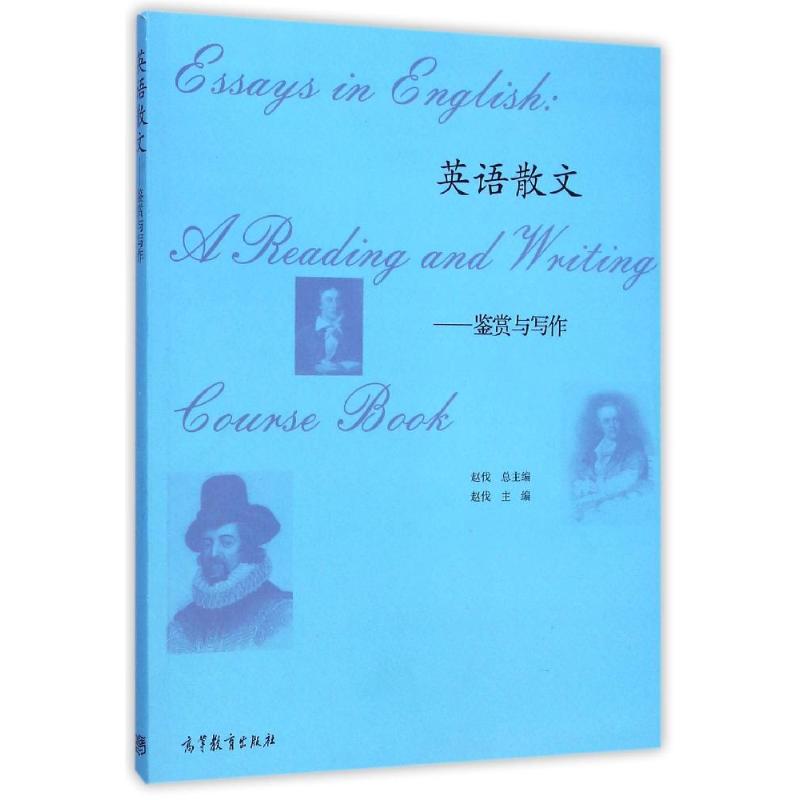 Essays in English:
英语散文
A Reading and Writing
——鉴赏与写作
Course Book
赵伐 总主编
赵伐 主 编
高等教育出版社
英语散文——鉴赏与写作